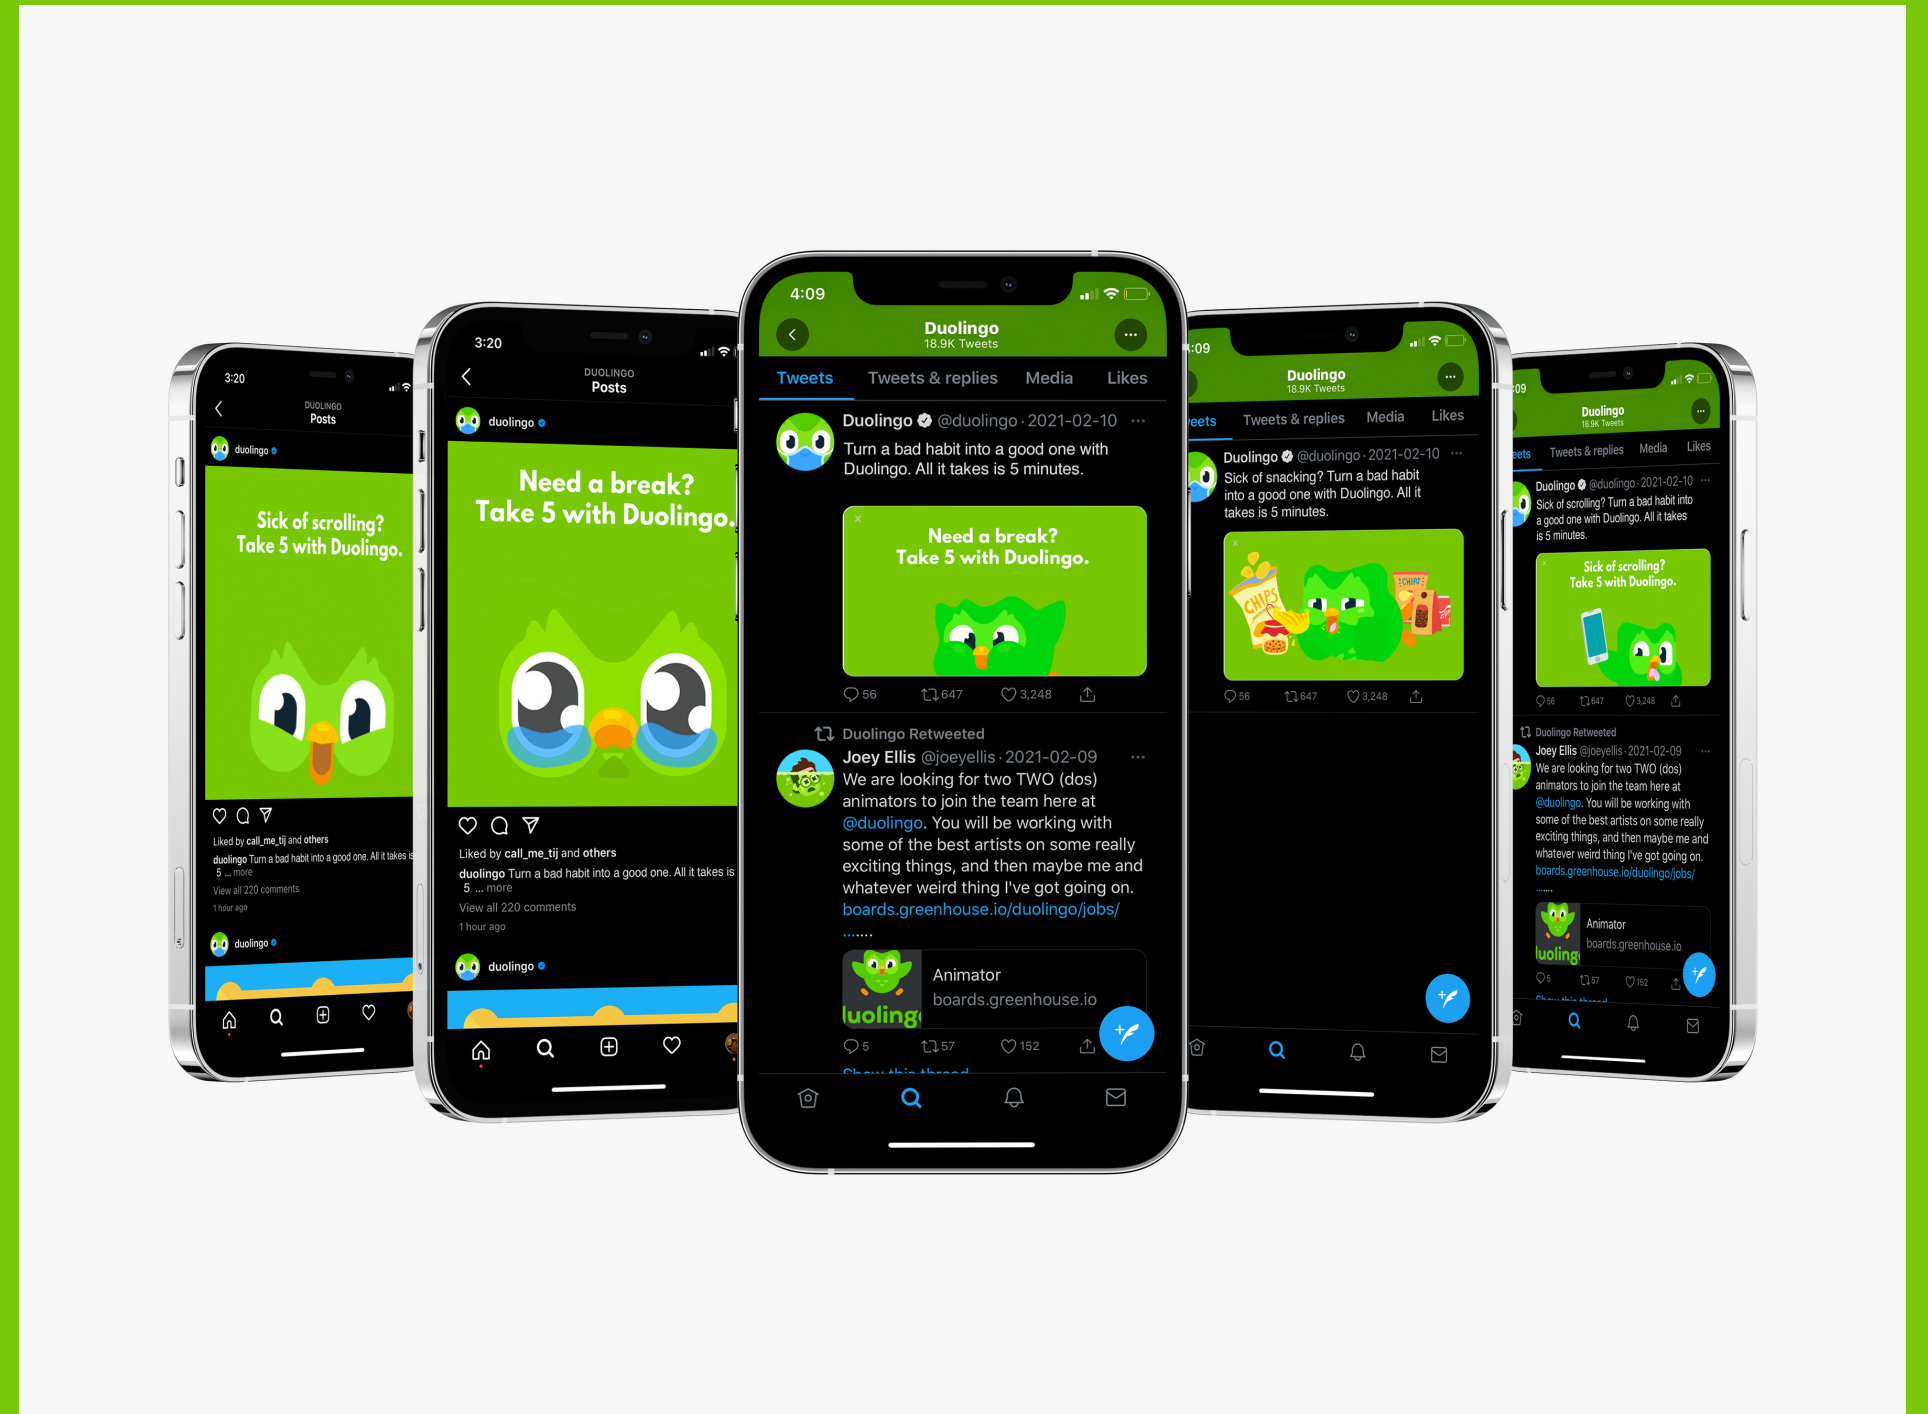 3:20
DUOLINGO
Posts
duolingo
Sick of scrolling?
Take 5 with Duolingo.
Liked by call_me_tij and others
duolingo Turn a bad habit into a good one. All it takes is
5 ... more
View all 220 comments
1 hour ago
duolingo
3:20
DUOLINGO
Posts
duolingo
Need a break?
Take 5 with Duolingo.
Liked by call_me_tij and others
duolingo Turn a bad habit into a good one. All it takes is
5 ... more
View all 220 comments
1 hour ago
duolingo
4:09
Duolingo
18.9K Tweets
Tweets Tweets & replies Media Likes
Duolingo @duolingo · 2021-02-10 ...
Turn a bad habit into a good one with
Duolingo. All it takes is 5 minutes.
Need a break?
Take 5 with Duolingo.
56 647 3,248
Duolingo Retweeted
Joey Ellis @joeyellis · 2021-02-09 ...
We are looking for two TWO (dos)
animators to join the team here at
@duolingo. You will be working with
some of the best artists on some really
exciting things, and then maybe me and
whatever weird thing I've got going on.
boards.greenhouse.io/duolingo/jobs/
.......
duolingo
Animator
boards.greenhouse.io
5 57 152
Show this thread
:09
Duolingo
18.9K Tweets
eets Tweets & replies Media Likes
Duolingo @duolingo · 2021-02-10 ...
Sick of snacking? Turn a bad habit
into a good one with Duolingo. All it
takes is 5 minutes.
CHIPS
CHIPS
56 647 3,248
:09
Duolingo
18.9K Tweets
eets Tweets & replies Media Likes
Duolingo @duolingo · 2021-02-10 ...
Sick of scrolling? Turn a bad habit into
a good one with Duolingo. All it takes
is 5 minutes.
Sick of scrolling?
Take 5 with Duolingo.
56 647 3,248
Duolingo Retweeted
Joey Ellis @joeyellis · 2021-02-09 ...
We are looking for two TWO (dos)
animators to join the team here at
@duolingo. You will be working with
some of the best artists on some really
exciting things, and then maybe me and
whatever weird thing I've got going on.
boards.greenhouse.io/duolingo/jobs/
.......
duolingo
Animator
boards.greenhouse.io
5 57 152
Show this thread